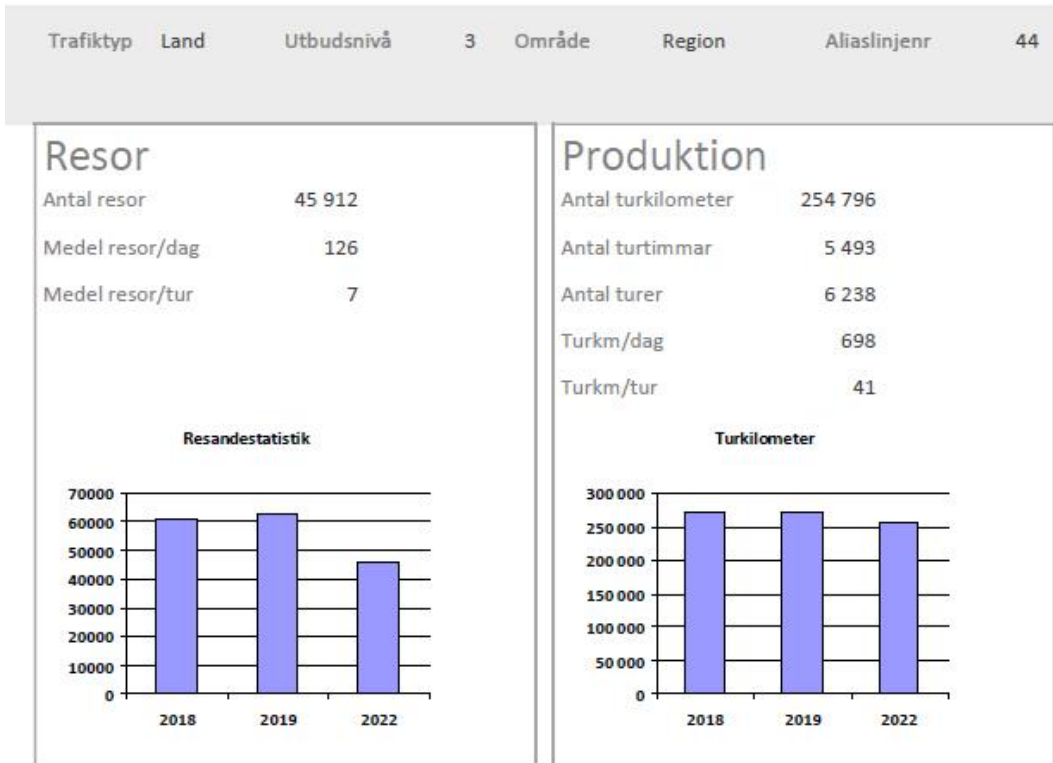 Trafiktyp Land Utbudsnivå 3 Område Region Aliaslinjenr 44
Resor
Antal resor 45 912
Medel resor/dag 126
Medel resor/tur 7
Resandestatistik
70000
60000
50000
40000
30000
20000
10000
0
2018 2019 2022
Produktion
Antal turkilometer 254 796
Antal turtimmar 5 493
Antal turer 6 238
Turkm/dag 698
Turkm/tur 41
Turkilometer
300 000
250 000
200 000
150 000
100 000
50 000
0
2018 2019 2022